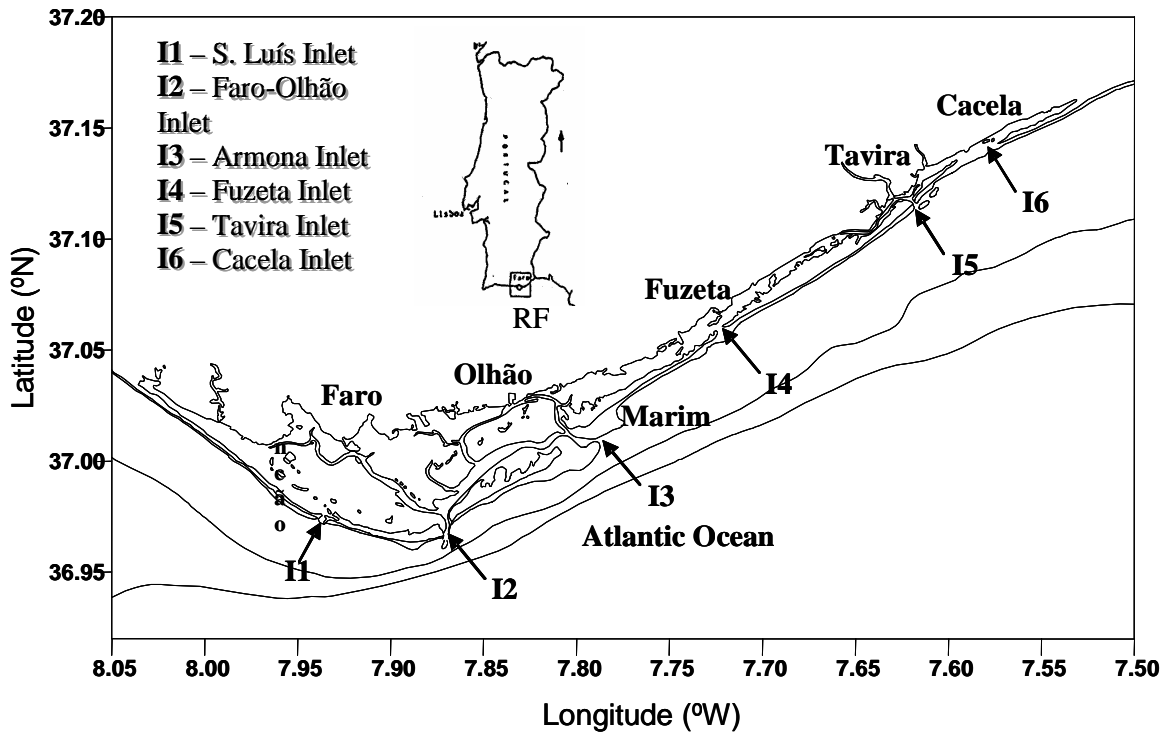 37.20
37.15
37.10
37.05
37.00
36.95
Latitude (ºN)
I1 – S. Luís Inlet
I2 – Faro-Olhão
Inlet
I3 – Armona Inlet
I4 – Fuzeta Inlet
I5 – Tavira Inlet
I6 – Cacela Inlet
PORTUGAL
Lisboa
Faro
RF
Cacela
Tavira
I6
I5
Fuzeta
I4
Olhão
Faro
Marim
n
c
ã
o
I3
Atlantic Ocean
I1
I2
8.05 8.00 7.95 7.90 7.85 7.80 7.75 7.70 7.65 7.60 7.55 7.50
Longitude (ºW)